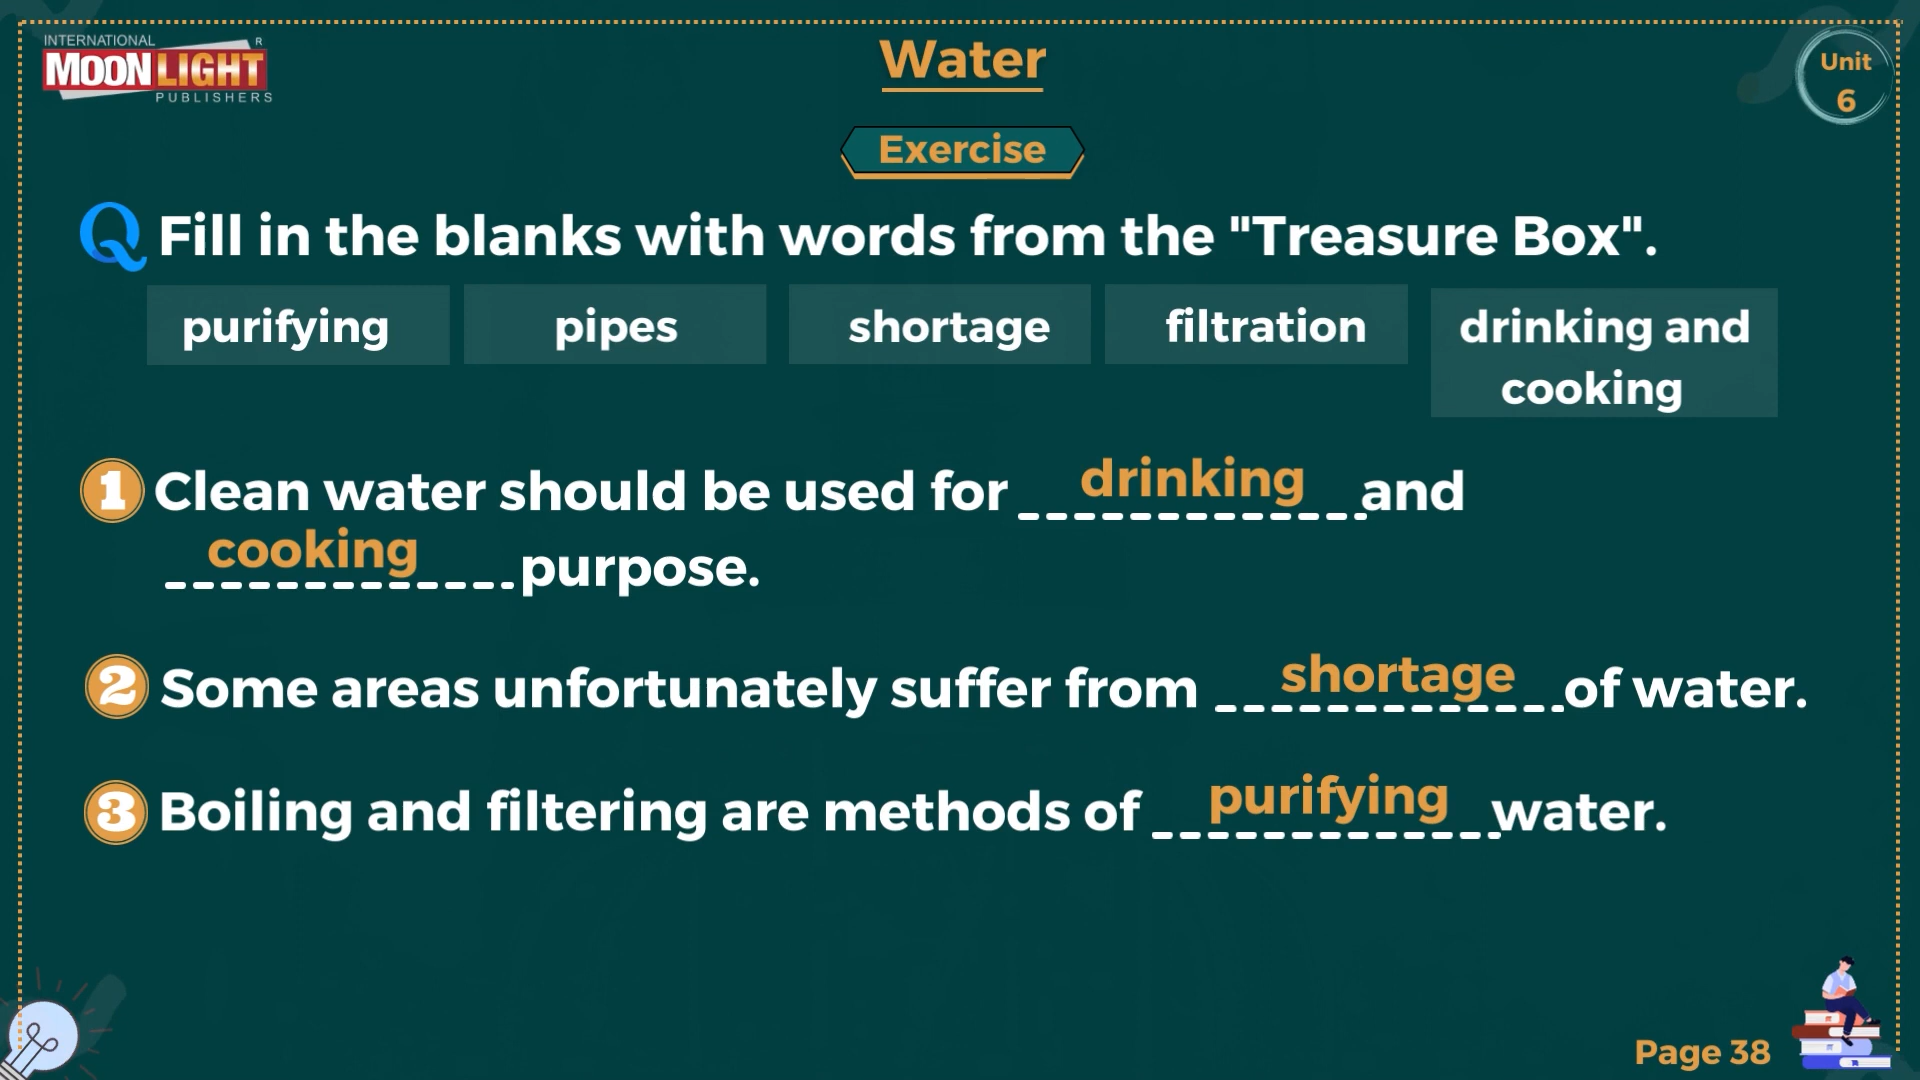 INTERNATIONAL
R
MOONLIGHT
PUBLISHERS
Water
Unit
6
Exercise
Q Fill in the blanks with words from the "Treasure Box".
purifying pipes shortage filtration drinking and
cooking
1 Clean water should be used for drinking and
cooking purpose.
2 Some areas unfortunately suffer from shortage of water.
3 Boiling and filtering are methods of purifying water.
Page 38